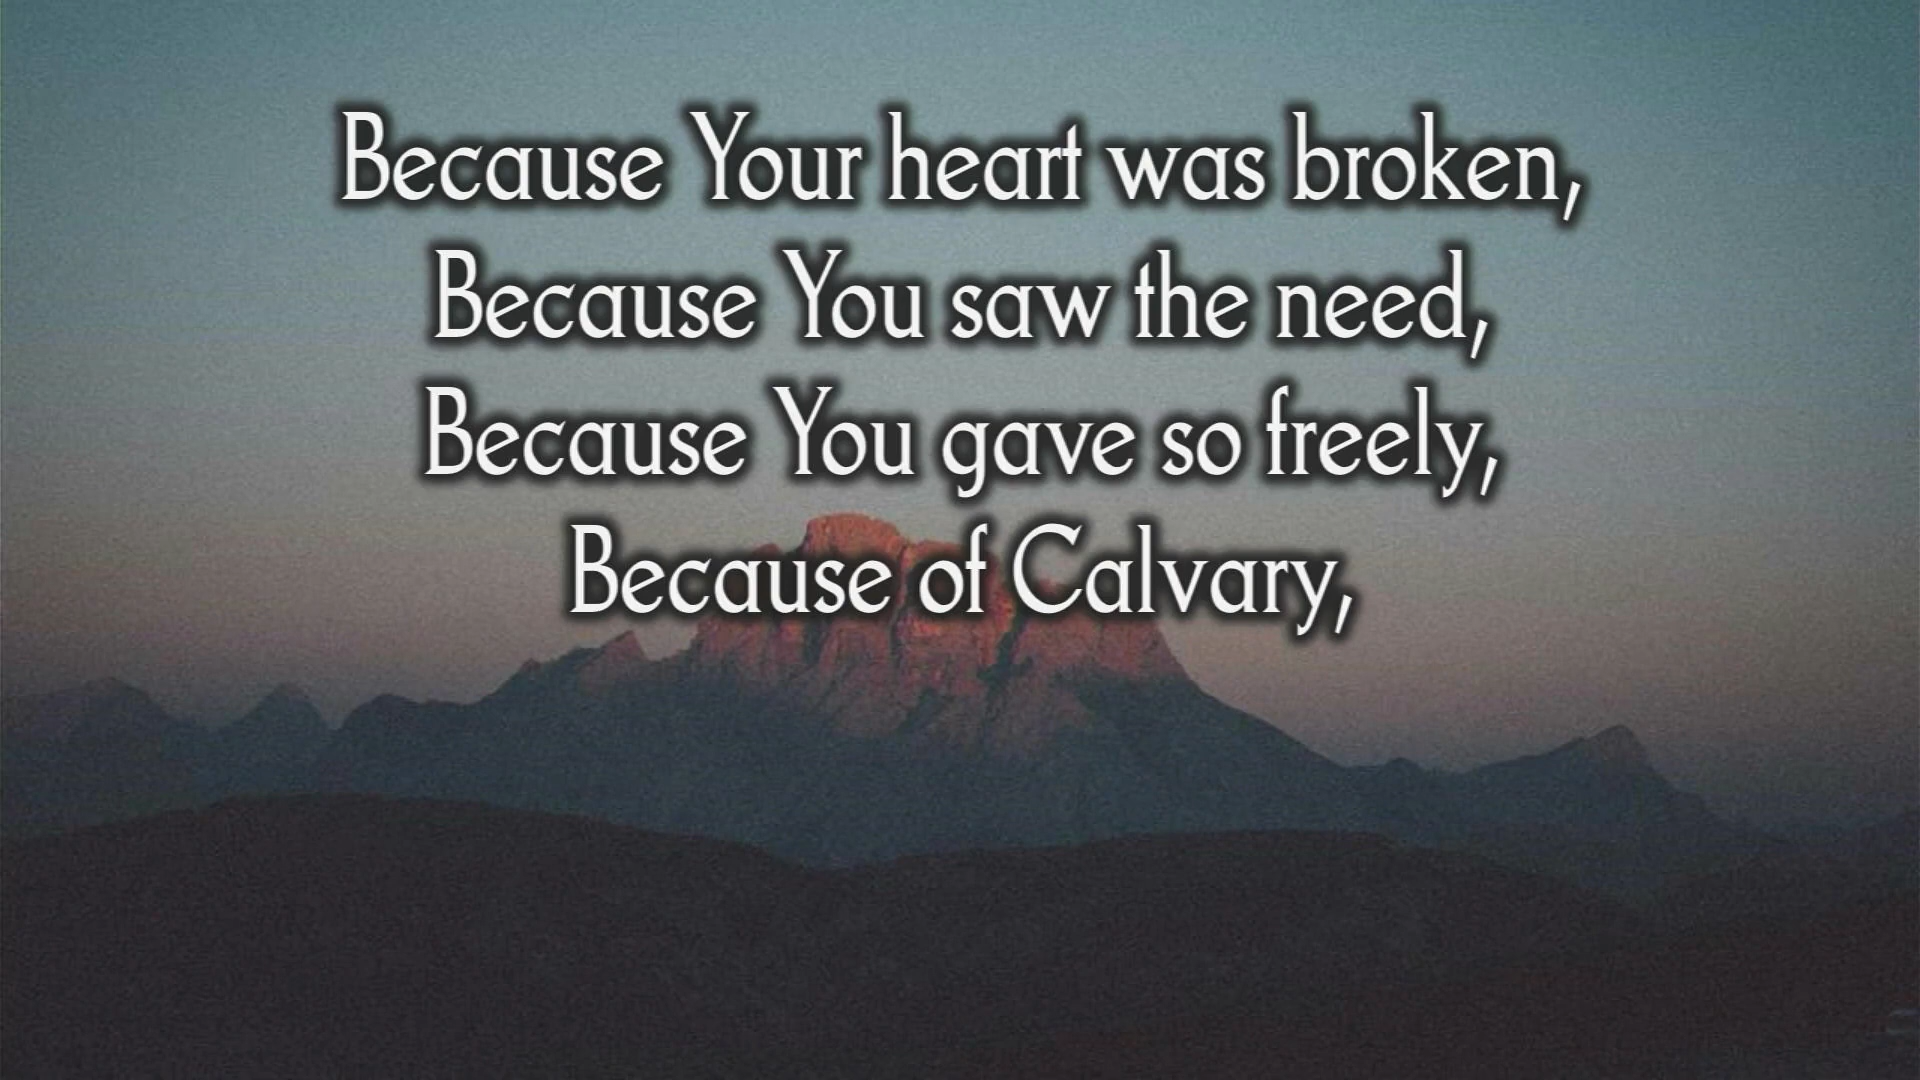 Because Your heart was broken,
Because You saw the need,
Because You gave so freely,
Because of Calvary,